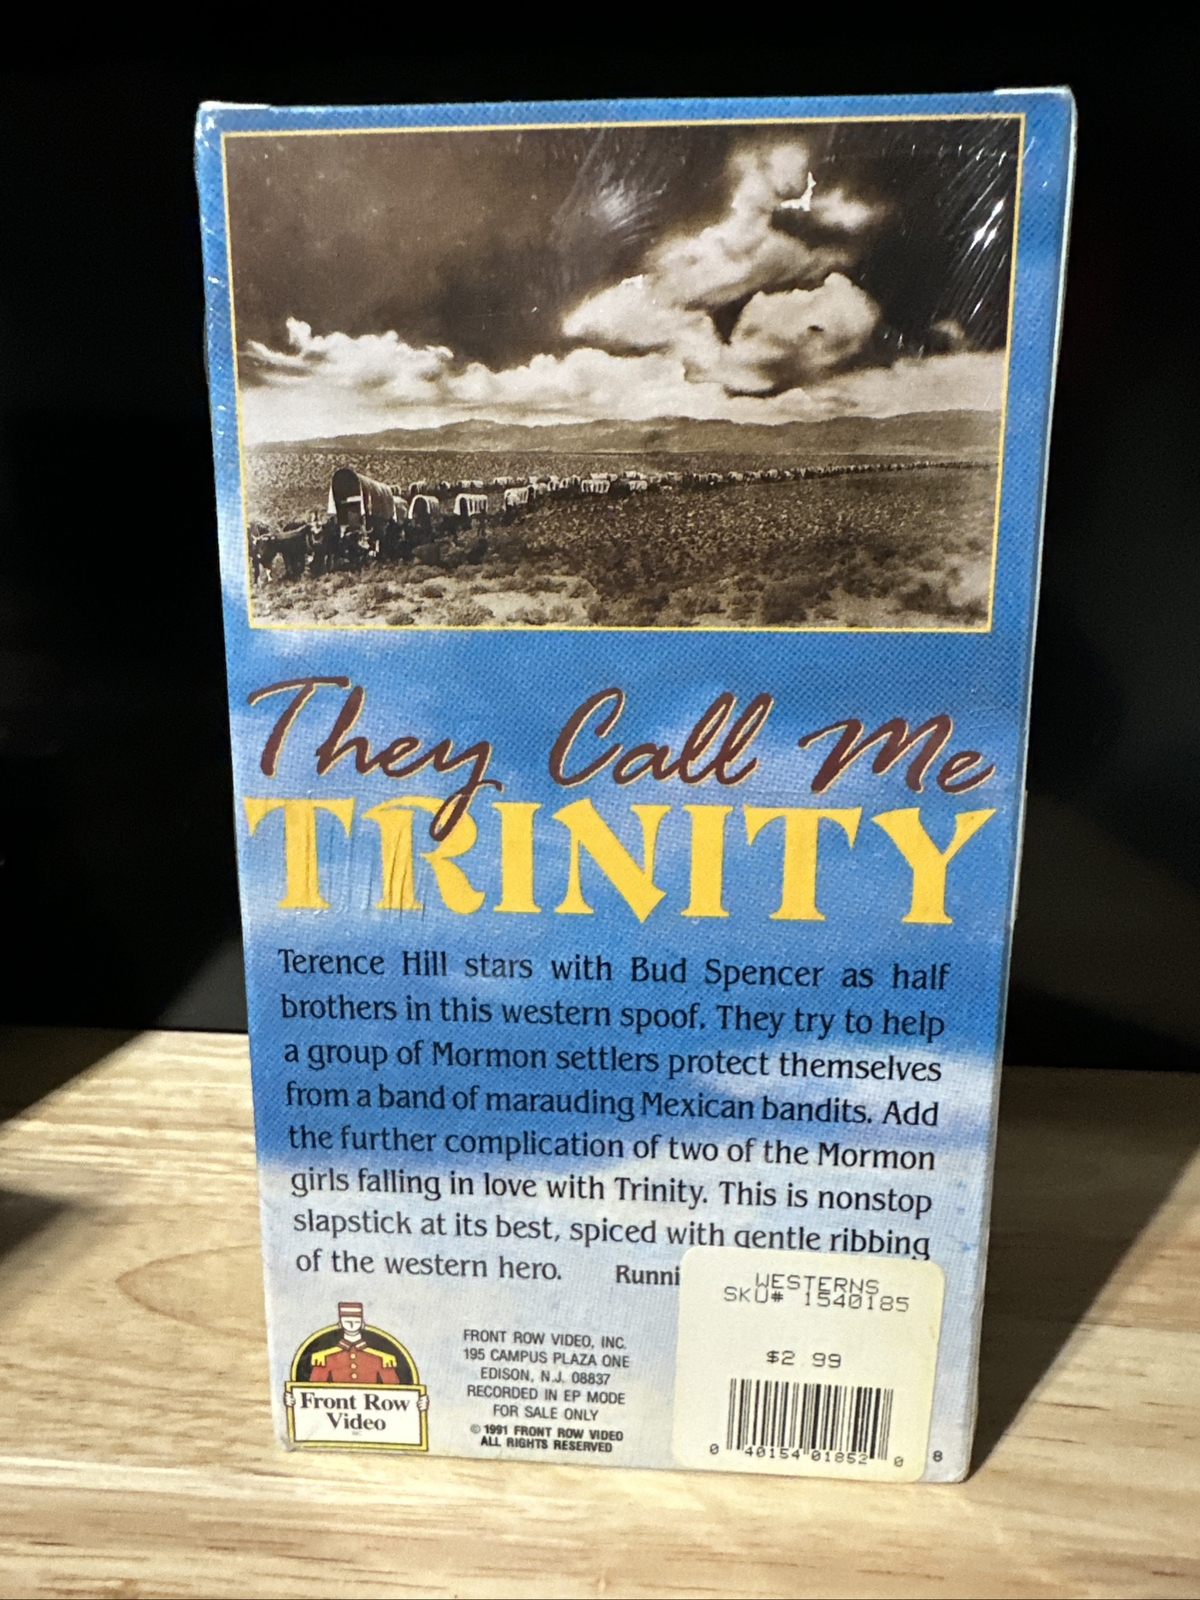 They Call Me
TRINITY
Terence Hill stars with Bud Spencer as half
brothers in this western spoof. They try to help
a group of Mormon settlers protect themselves
from a band of marauding Mexican bandits. Add
the further complication of two of the Mormon
girls falling in love with Trinity. This is nonstop
slapstick at its best, spiced with gentle ribbing
of the western hero. Runni
Front Row
Video
FRONT ROW VIDEO, INC.
195 CAMPUS PLAZA ONE
EDISON, N.J. 08837
RECORDED IN EP MODE
FOR SALE ONLY
© 1991 FRONT ROW VIDEO
ALL RIGHTS RESERVED
WESTERNS
SKU# 1540185
$2 99
0 40154 01852 0 8